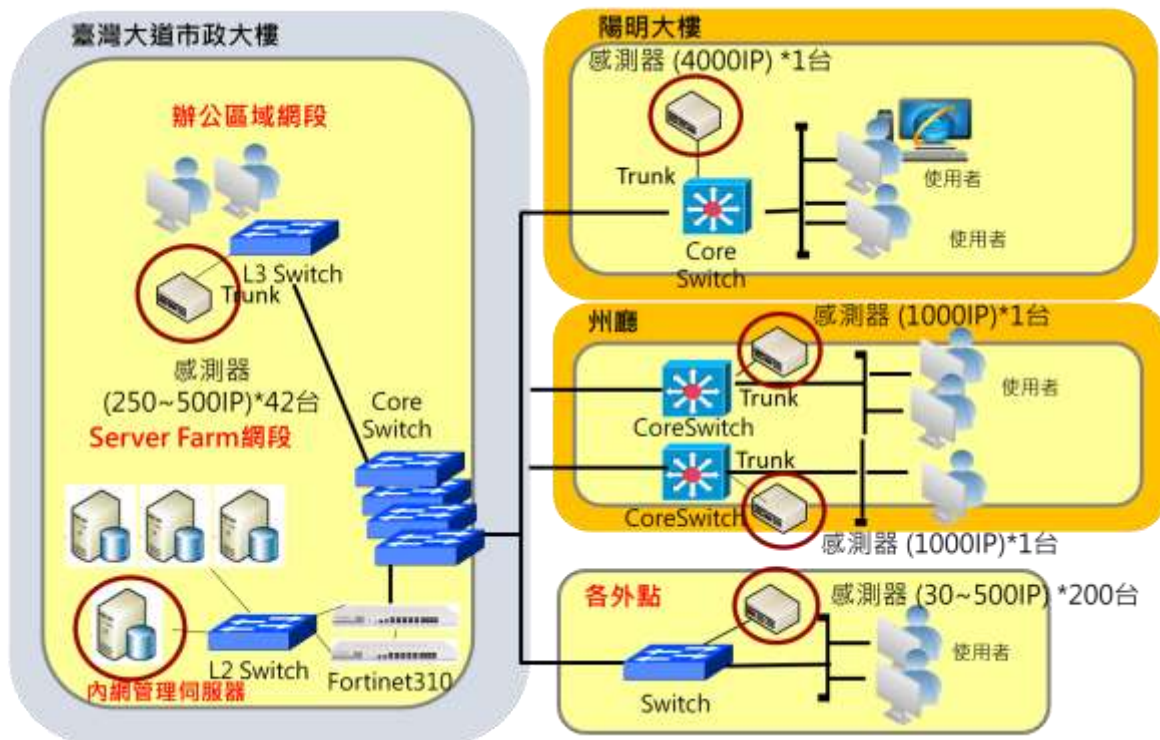 臺灣大道市政大樓
辦公區域網段
L3 Switch
Trunk
感測器
(250~500IP)*42台
Server Farm網段
Core
Switch
L2 Switch
Fortinet310
內網管理伺服器
陽明大樓
感測器 (4000IP) *1台
Trunk
Core
Switch
使用者
使用者
州廳
感測器 (1000IP)*1台
Trunk
CoreSwitch
使用者
Trunk
CoreSwitch
感測器 (1000IP)*1台
各外點
感測器 (30~500IP) *200台
Switch
使用者